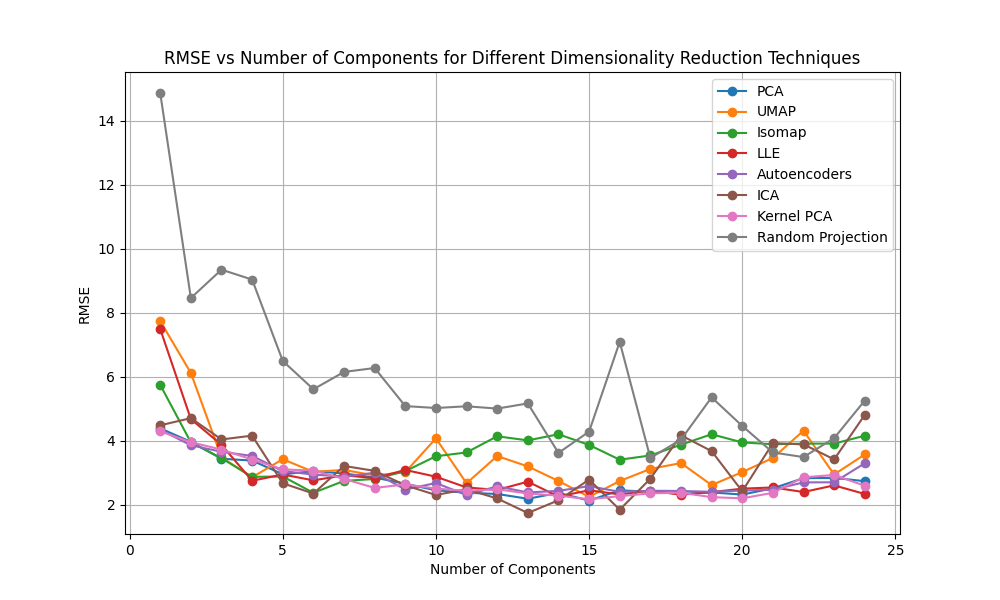 RMSE vs Number of Components for Different Dimensionality Reduction Techniques
PCA
UMAP
Isomap
LLE
Autoencoders
ICA
Kernel PCA
Random Projection
RMSE
14
12
10
8
6
4
2
0 5 10 15 20 25
Number of Components